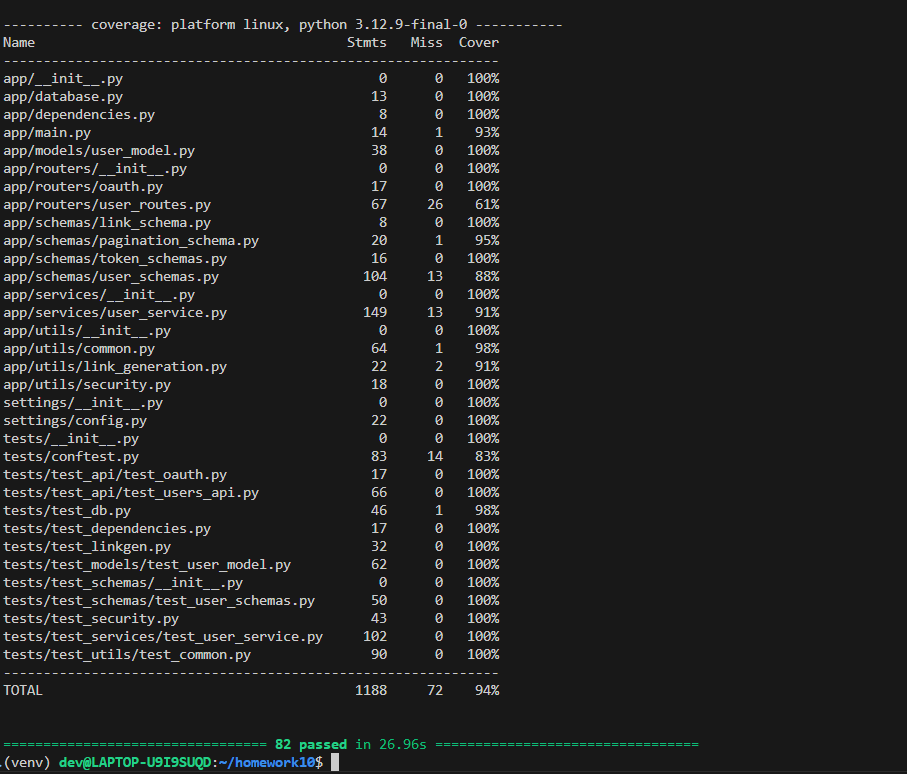 ---------- coverage: platform linux, python 3.12.9-final-0 -----------
Name                                       Stmts   Miss  Cover
--------------------------------------------------------------
app/__init__.py                                0      0   100%
app/database.py                               13      0   100%
app/dependencies.py                            8      0   100%
app/main.py                                   14      1    93%
app/models/user_model.py                      38      0   100%
app/routers/__init__.py                        0      0   100%
app/routers/oauth.py                          17      0   100%
app/routers/user_routes.py                    67     26    61%
app/schemas/link_schema.py                     8      0   100%
app/schemas/pagination_schema.py              20      1    95%
app/schemas/token_schemas.py                  16      0   100%
app/schemas/user_schemas.py                  104     13    88%
app/services/__init__.py                       0      0   100%
app/services/user_service.py                 149     13    91%
app/utils/__init__.py                          0      0   100%
app/utils/common.py                           64      1    98%
app/utils/link_generation.py                  22      2    91%
app/utils/security.py                         18      0   100%
settings/__init__.py                           0      0   100%
settings/config.py                            22      0   100%
tests/__init__.py                              0      0   100%
tests/conftest.py                             83     14    83%
tests/test_api/test_oauth.py                  17      0   100%
tests/test_api/test_users_api.py              66      0   100%
tests/test_db.py                              46      1    98%
tests/test_dependencies.py                    17      0   100%
tests/test_linkgen.py                         32      0   100%
tests/test_models/test_user_model.py          62      0   100%
tests/test_schemas/__init__.py                 0      0   100%
tests/test_schemas/test_user_schemas.py       50      0   100%
tests/test_security.py                        43      0   100%
tests/test_services/test_user_service.py     102      0   100%
tests/test_utils/test_common.py               90      0   100%
--------------------------------------------------------------
TOTAL                                       1188     72    94%
================================= 82 passed in 26.96s =================================
(venv) dev@LAPTOP-U9I9SUQD:~/homework10$